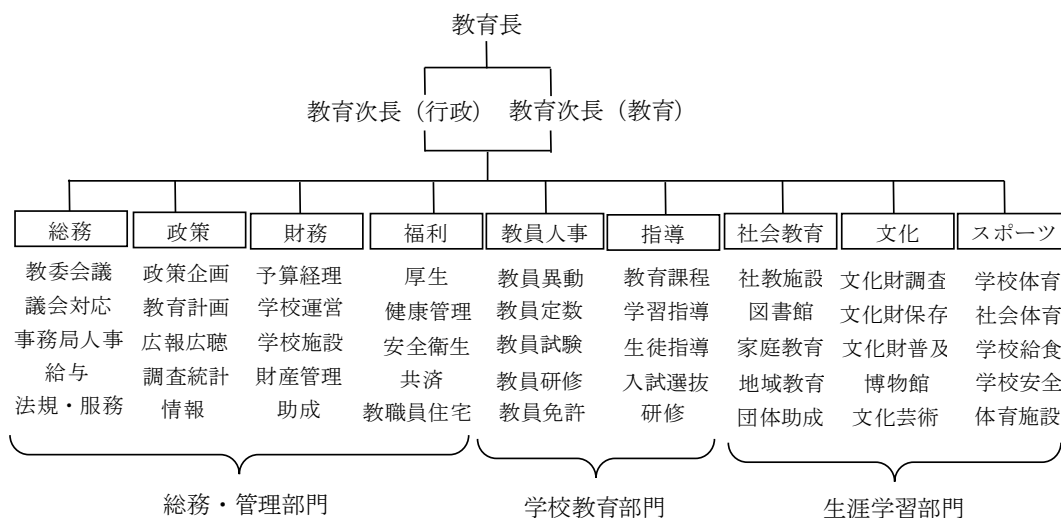 教育長
教育次長（行政） 教育次長（教育）
総務 政策 財務 福利 教員人事 指導 社会教育 文化 スポーツ
教委会議 政策企画 予算経理 厚生 教員異動 教育課程 社教施設 文化財調査 学校体育
議会対応 教育計画 学校運営 健康管理 教員定数 学習指導 図書館 文化財保存 社会体育
事務局人事 広報広聴 学校施設 安全衛生 教員試験 生徒指導 家庭教育 文化財普及 学校給食
給与 調査統計 財産管理 共済 教員研修 入試選抜 地域教育 博物館 学校安全
法規・服務 情報 助成 教職員住宅 教員免許 研修 団体助成 文化芸術 体育施設
総務・管理部門 学校教育部門 生涯学習部門